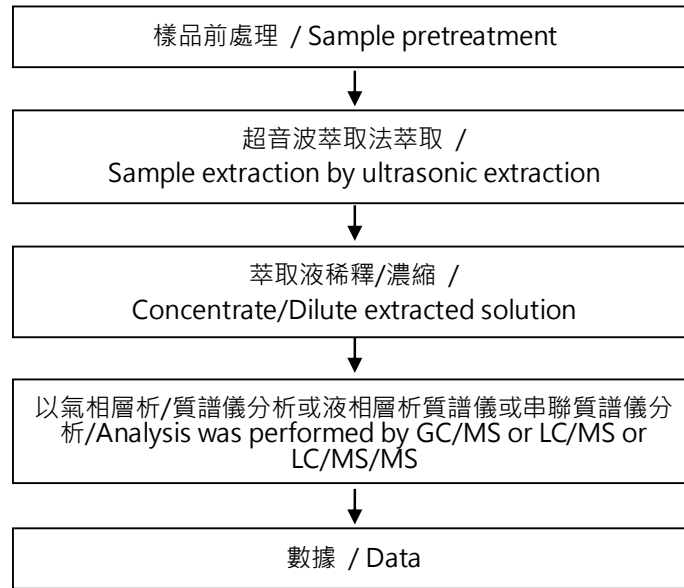 樣品前處理 / Sample pretreatment
超音波萃取法萃取 /
Sample extraction by ultrasonic extraction
萃取液稀釋/濃縮 /
Concentrate/Dilute extracted solution
以氣相層析/質譜儀分析或液相層析質譜儀或串聯質譜儀分
析/Analysis was performed by GC/MS or LC/MS or
LC/MS/MS
數據 / Data